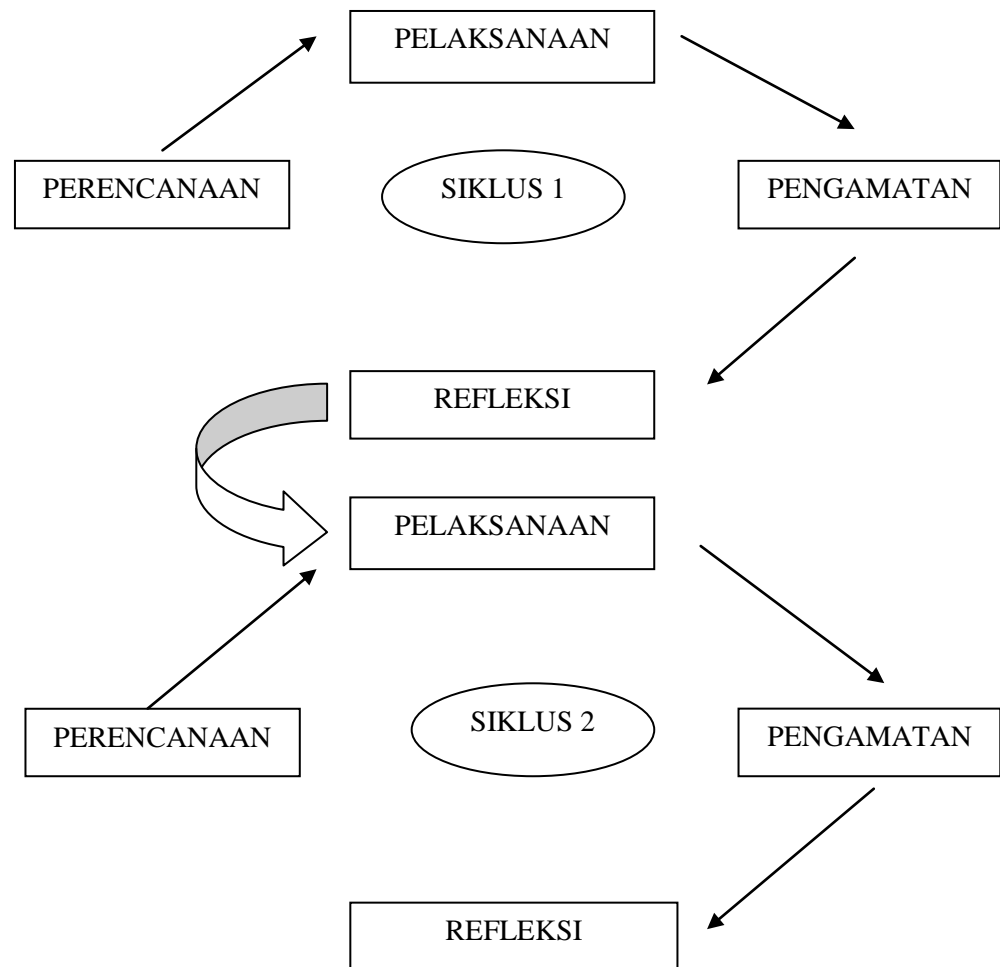 PELAKSANAAN
PERENCANAAN
SIKLUS 1
PENGAMATAN
REFLEKSI
PELAKSANAAN
PERENCANAAN
SIKLUS 2
PENGAMATAN
REFLEKSI